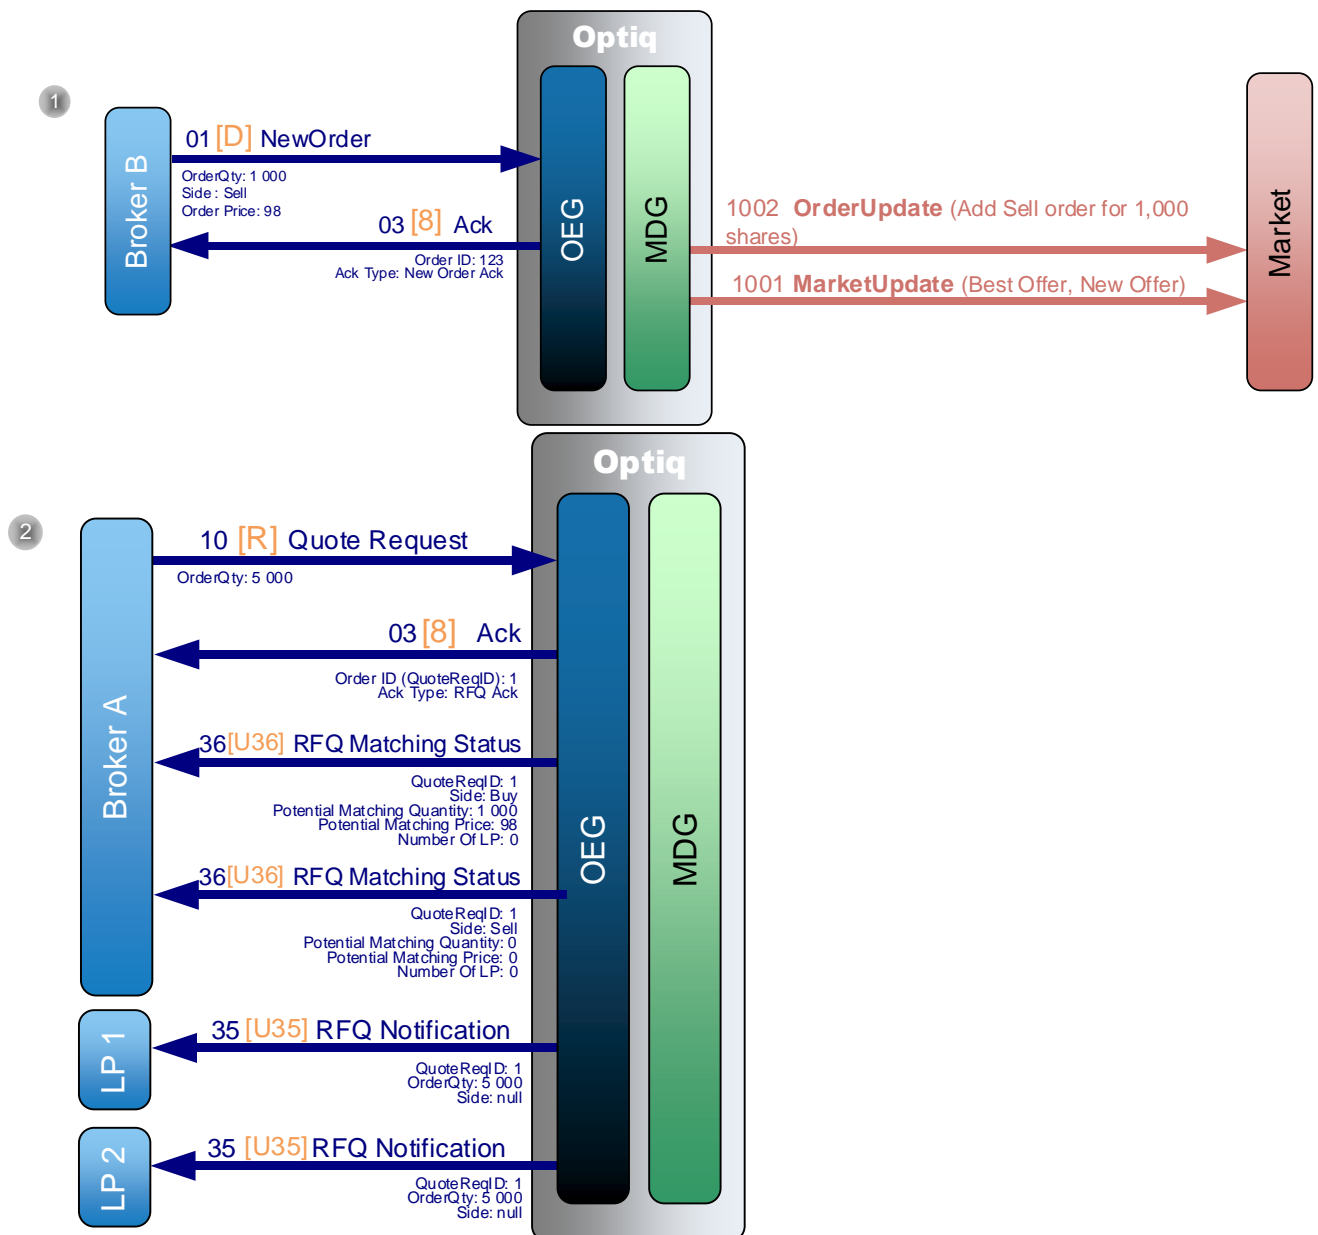 Optiq
1
Broker B
01 [D] NewOrder
OrderQty: 1 000
Side : Sell
Order Price: 98
03 [8] Ack
Order ID: 123
Ack Type: New Order Ack
OEG
MDG
1002 OrderUpdate (Add Sell order for 1,000
shares)
1001 MarketUpdate (Best Offer, New Offer)
Market
Optiq
2
Broker A
10 [R] Quote Request
OrderQty: 5 000
03 [8] Ack
Order ID (QuoteReqID): 1
Ack Type: RFQ Ack
36 [U36] RFQ Matching Status
QuoteReqID: 1
Side: Buy
Potential Matching Quantity: 1 000
Potential Matching Price: 98
Number Of LP: 0
36 [U36] RFQ Matching Status
QuoteReqID: 1
Side: Sell
Potential Matching Quantity: 0
Potential Matching Price: 0
Number Of LP: 0
OEG
MDG
LP 1
35 [U35] RFQ Notification
QuoteReqID: 1
OrderQty: 5 000
Side: null
LP 2
35 [U35] RFQ Notification
QuoteReqID: 1
OrderQty: 5 000
Side: null